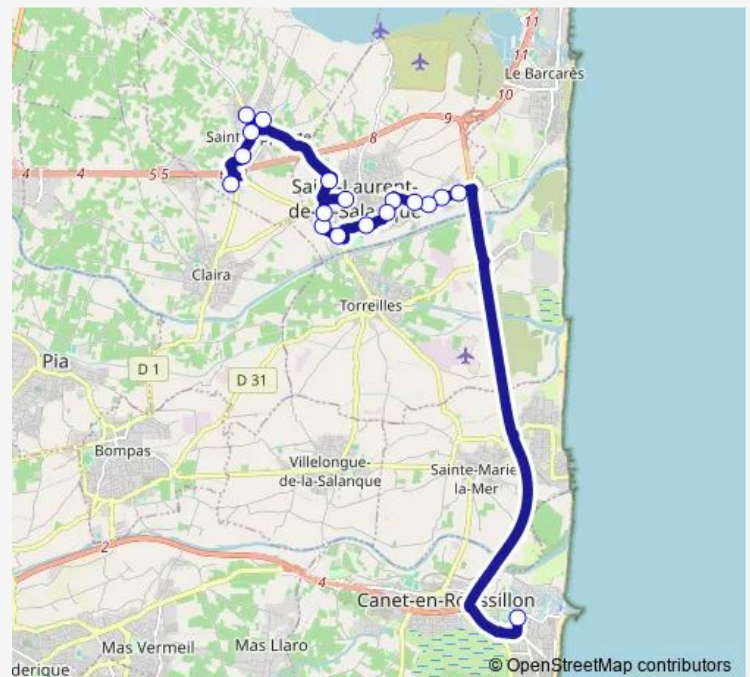 11
11
Le Barcarès
10
9
8
Saint
4
4
5
5
Saint-Laurent-
de-la-Salanque
Claira
Torreilles
Pia
D 1
D 31
Bompas
Villelongue-
de-la-Salanque
Sainte-Marie
la-Mer
2
4
Canet-en-Roussillon
Mas Vermeil
Mas Llaro
derique
© OpenStreetMap contributors